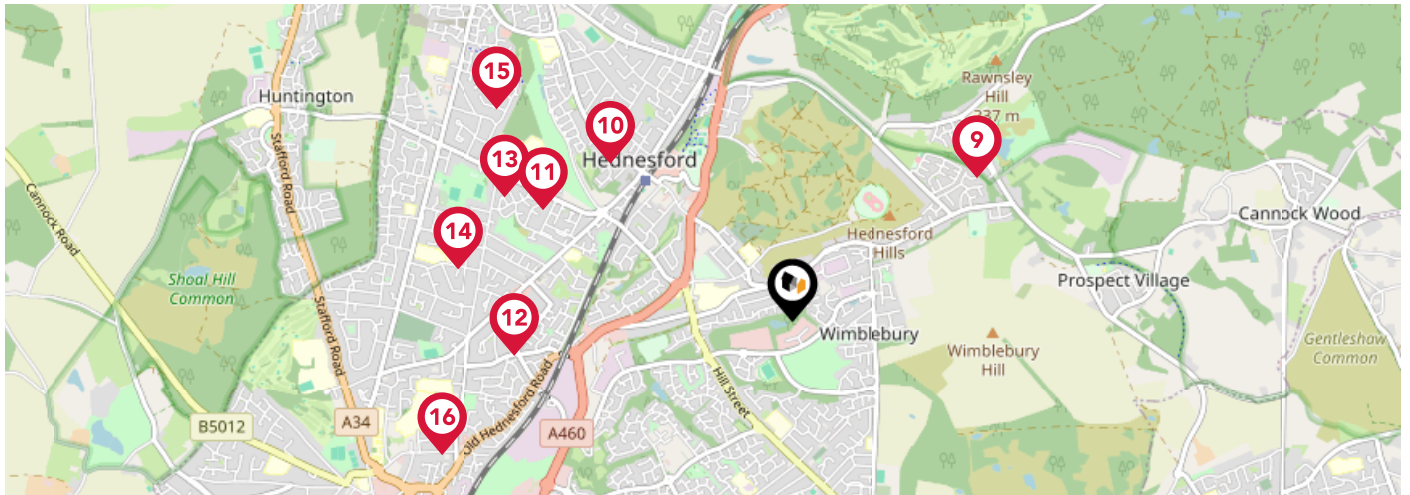 15
Rawnsley
Hill
237 m
Huntington
10
9
13
11
Hednesford
Stafford Road
Cannock Road
Cannock Wood
14
Hednesford
Hills
Shoal Hill
Common
Prospect Village
12
Stafford Road
Wimblebury
Wimblebury
Hill
Gentleshaw
Common
Hill Street
16
Old Hednesford Road
A34
B5012
A460